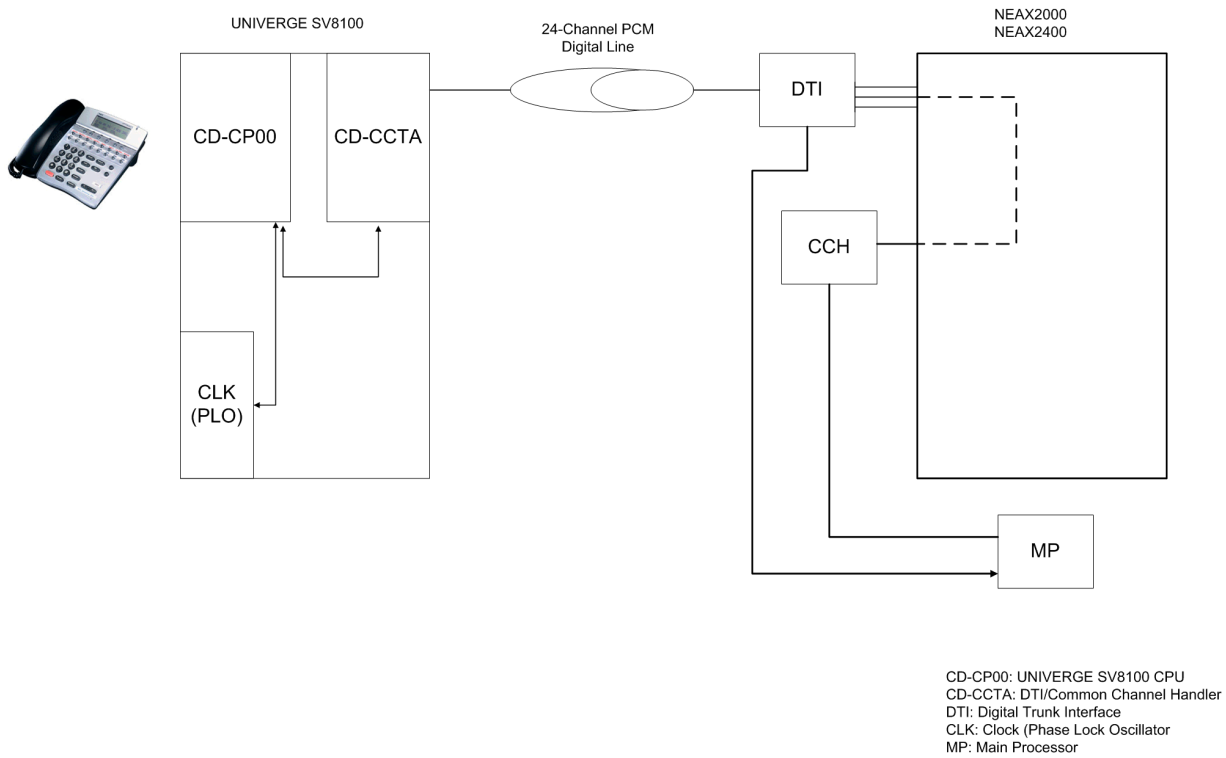 UNIVERGE SV8100
24-Channel PCM
Digital Line
NEAX2000
NEAX2400
CD-CP00
CD-CCTA
DTI
CCH
CLK
(PLO)
MP
CD-CP00: UNIVERGE SV8100 CPU
CD-CCTA: DTI/Common Channel Handler
DTI: Digital Trunk Interface
CLK: Clock (Phase Lock Oscillator
MP: Main Processor